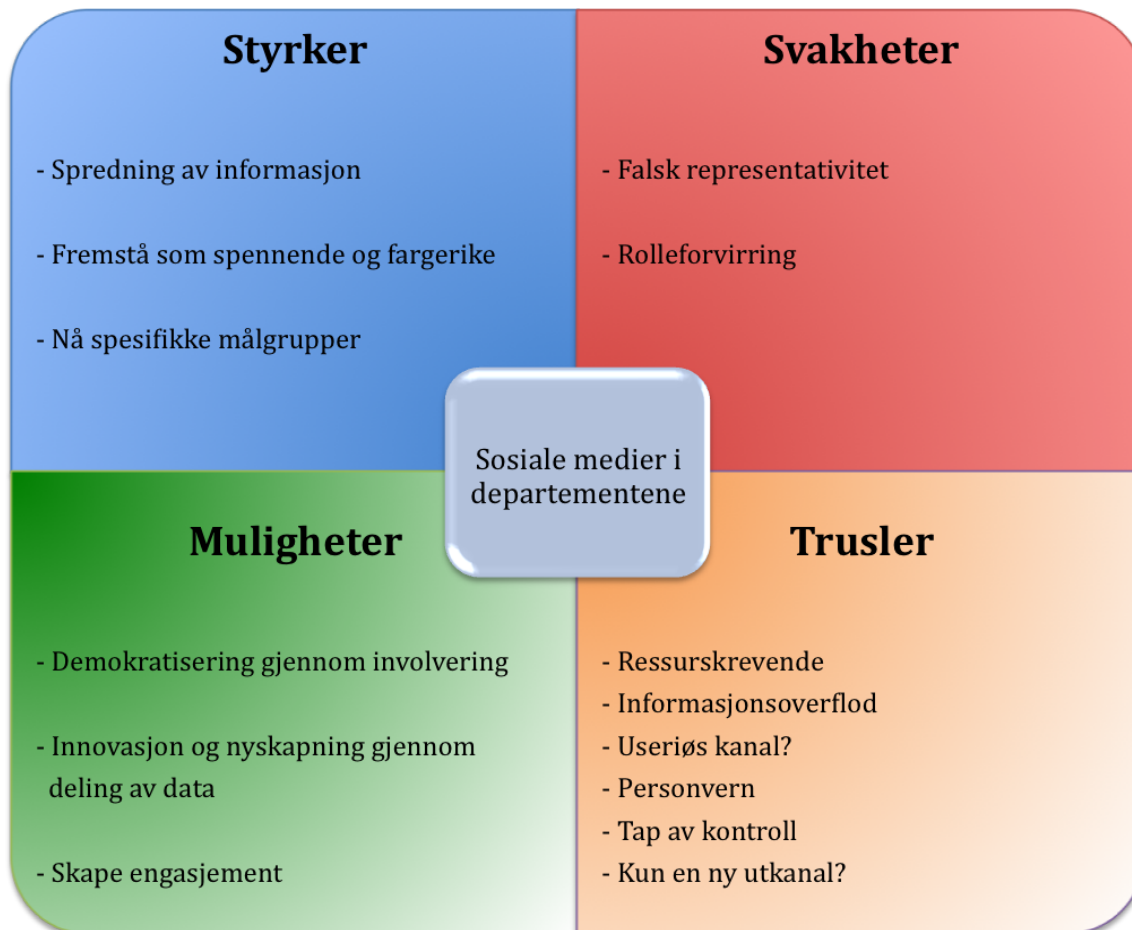 Styrker
- Spredning av informasjon
- Fremstå som spennende og fargerike
- Nå spesifikke målgrupper
Svakheter
- Falsk representativitet
- Rolleforvirring
Sosiale medier i
departementene
Muligheter
- Demokratisering gjennom involvering
- Innovasjon og nyskapning gjennom
deling av data
- Skape engasjement
Trusler
- Ressurskrevende
- Informasjonsoverflod
- Useriøs kanal?
- Personvern
- Tap av kontroll
- Kun en ny utkanal?